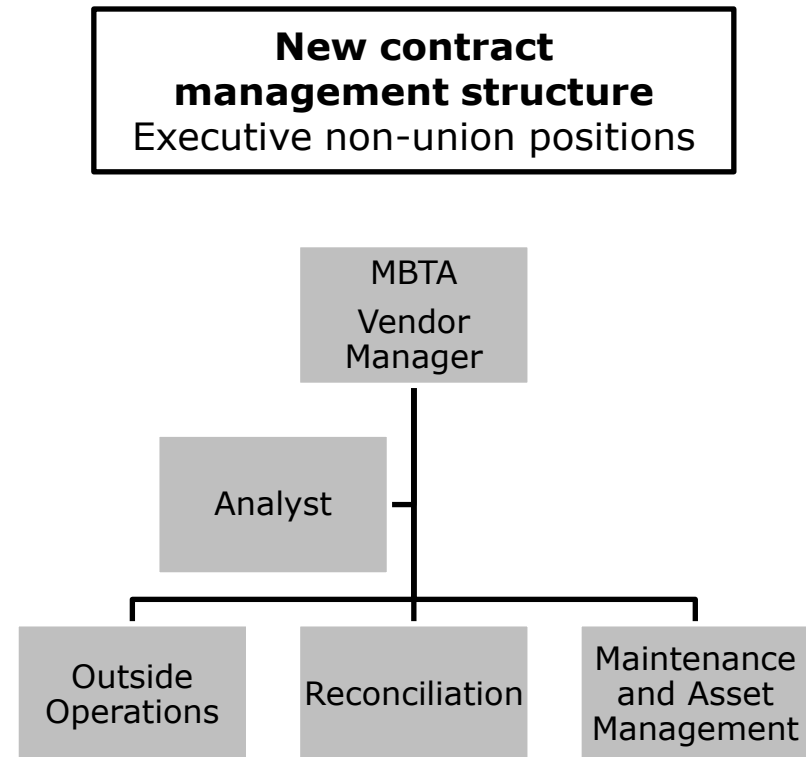 New contract
management structure
Executive non-union positions
MBTA
Vendor
Manager
Analyst
Outside
Operations
Reconciliation
Maintenance
and Asset
Management